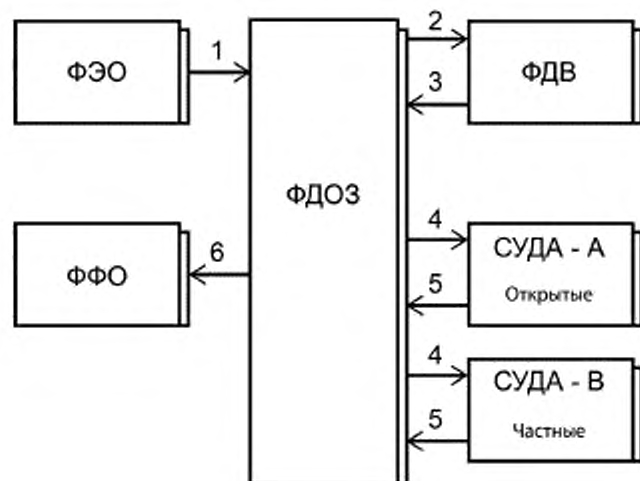 ФЭО
1
ФДОЗ
2
ФДВ
3
ФФО
6
4
СУДА - А
Открытые
5
4
СУДА - В
Частные
5